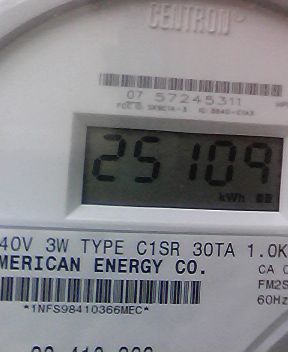 CENTRON
07 57245311
25109
kWh
40V 3W TYPE C1SR 30TA 1.0K
MERICAN ENERGY CO.
CA 0
FM2S
60Hz
*1NFS98410366MEC*